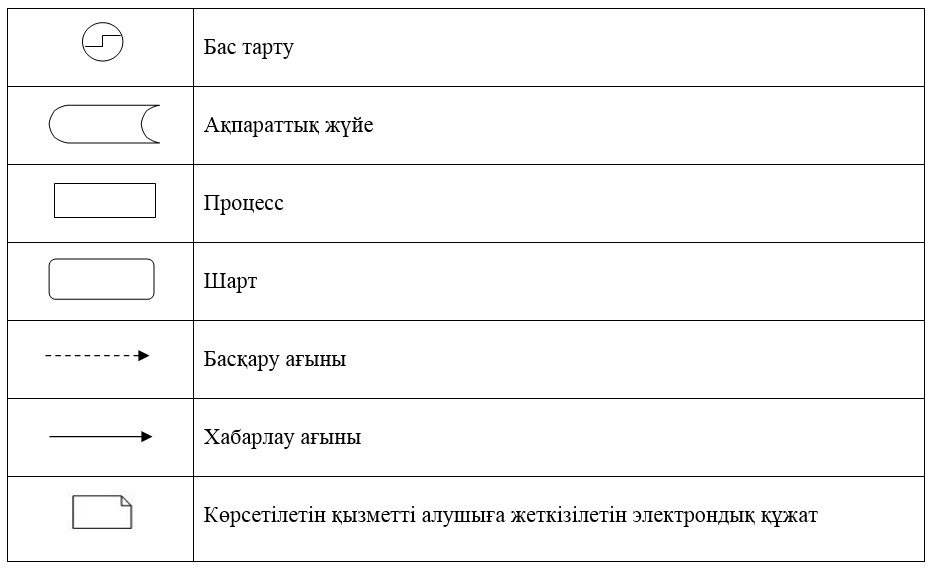 Бас тарту
Ақпараттық жүйе
Процесс
Шарт
Басқару ағыны
Хабарлау ағыны
Көрсетілетін қызметті алушыға жеткізілетін электрондық құжат